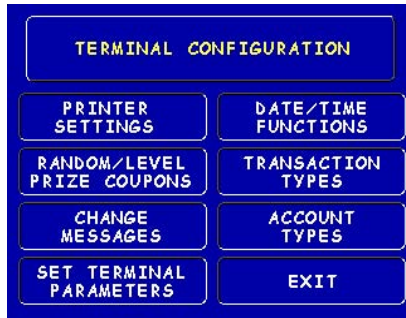 TERMINAL CONFIGURATION
PRINTER
SETTINGS
DATE/TIME
FUNCTIONS
RANDOM/LEVEL
PRIZE COUPONS
TRANSACTION
TYPES
CHANGE
MESSAGES
ACCOUNT
TYPES
SET TERMINAL
PARAMETERS
EXIT